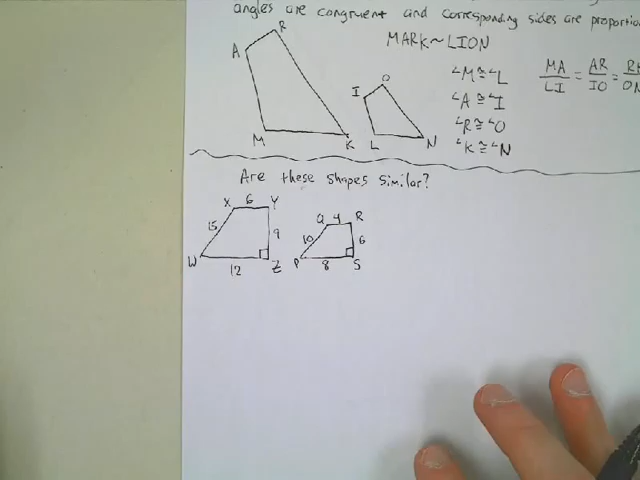 angles are congruent and corresponding sides are
MARK~LION
R
A
M
K
O
I
L
N
∠M≅∠L
∠A≅∠I
∠R≅∠O
∠K≅∠N
MA/LI = AR/IO =
Are these shapes similar?
X 6 Y
15 9
W 12 Z
Q 4 R
10 6
P 8 S